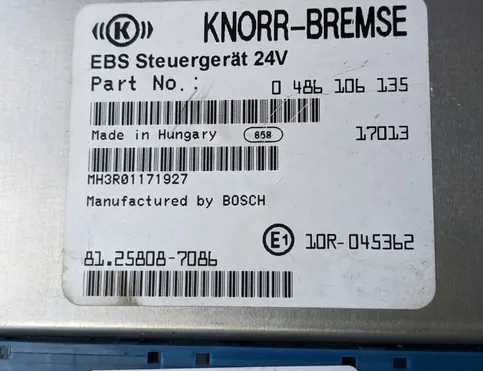 ((K)) KNORR-BREMSE
EBS Steuergerät 24V
Part No.: 0 486 106 135
Made in Hungary 658 17013
MH3R01171927
Manufactured by BOSCH
E1 10R-045362
81.25808-7086